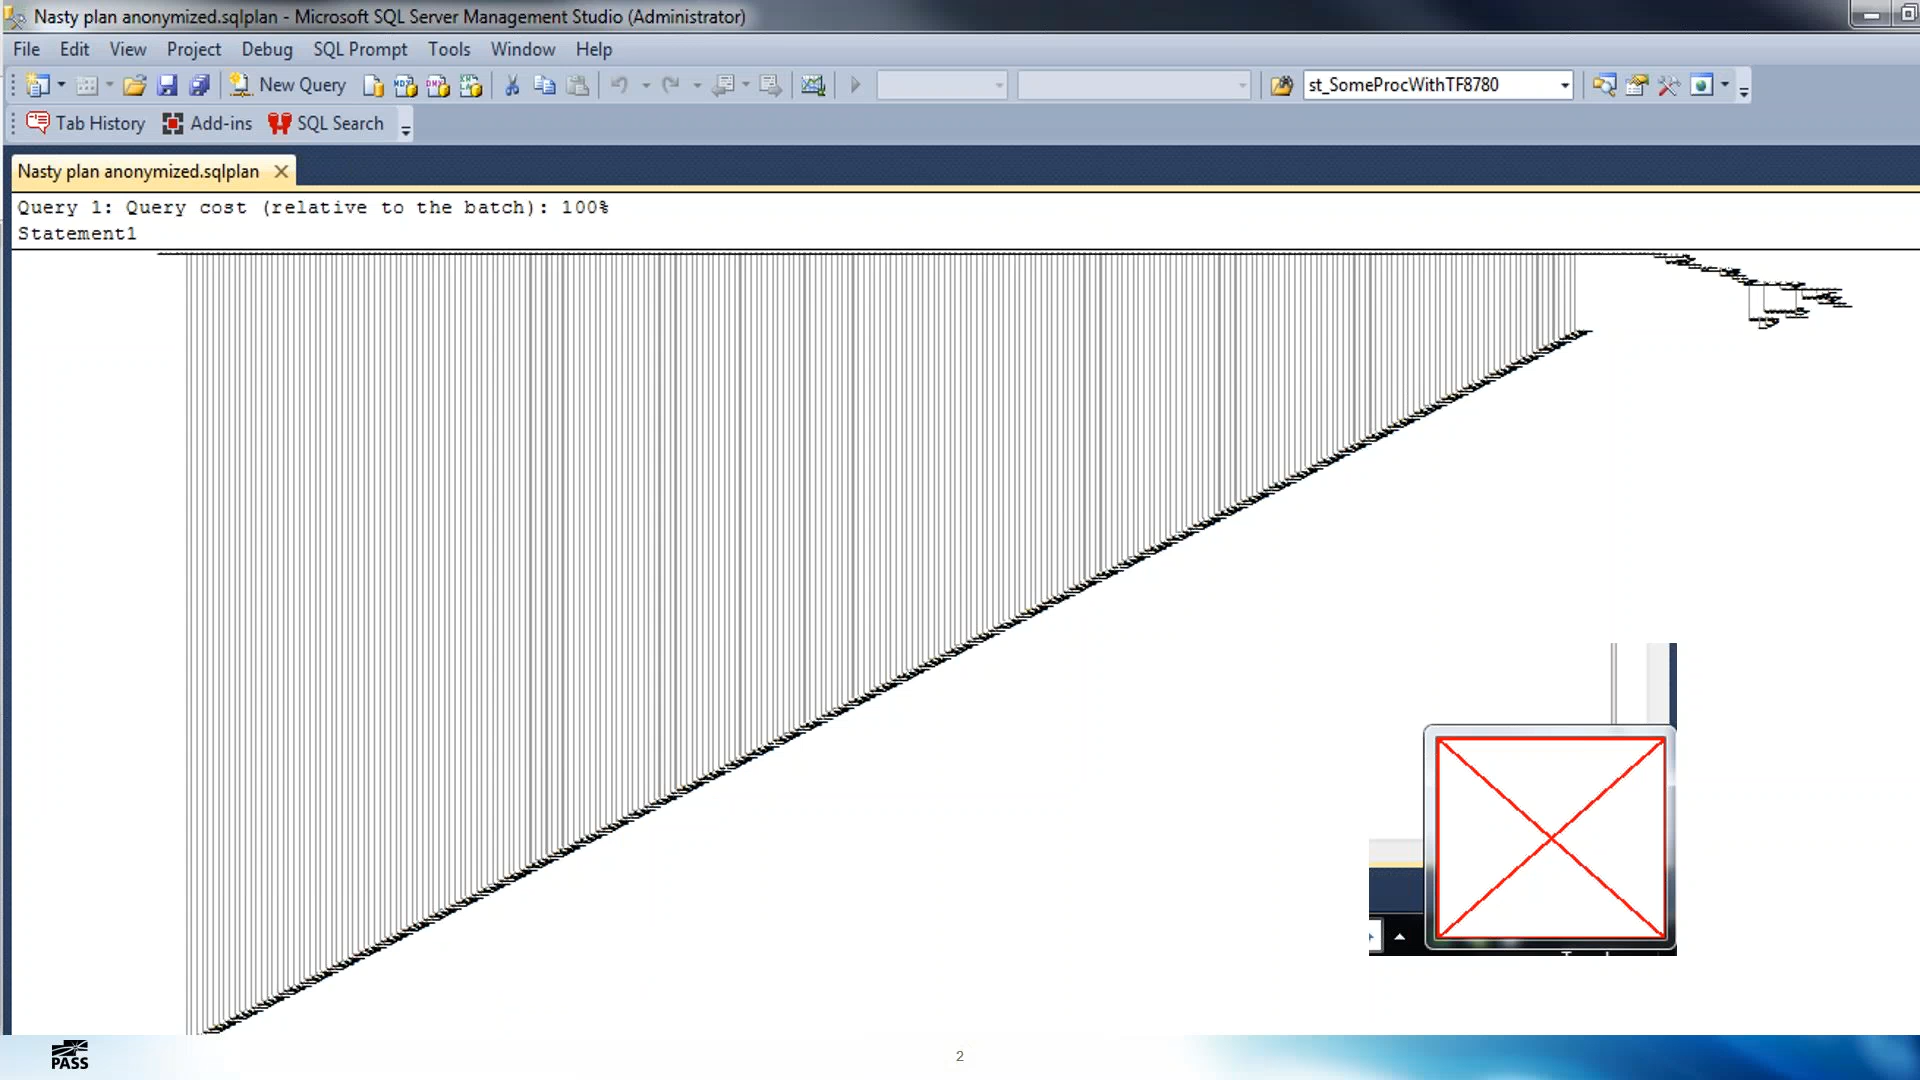 Nasty plan anonymized.sqlplan - Microsoft SQL Server Management Studio (Administrator)
File Edit View Project Debug SQL Prompt Tools Window Help
New Query st_SomeProcWithTF8780
Tab History Add-ins SQL Search
Nasty plan anonymized.sqlplan
Query 1: Query cost (relative to the batch): 100%
Statement1
PASS
2